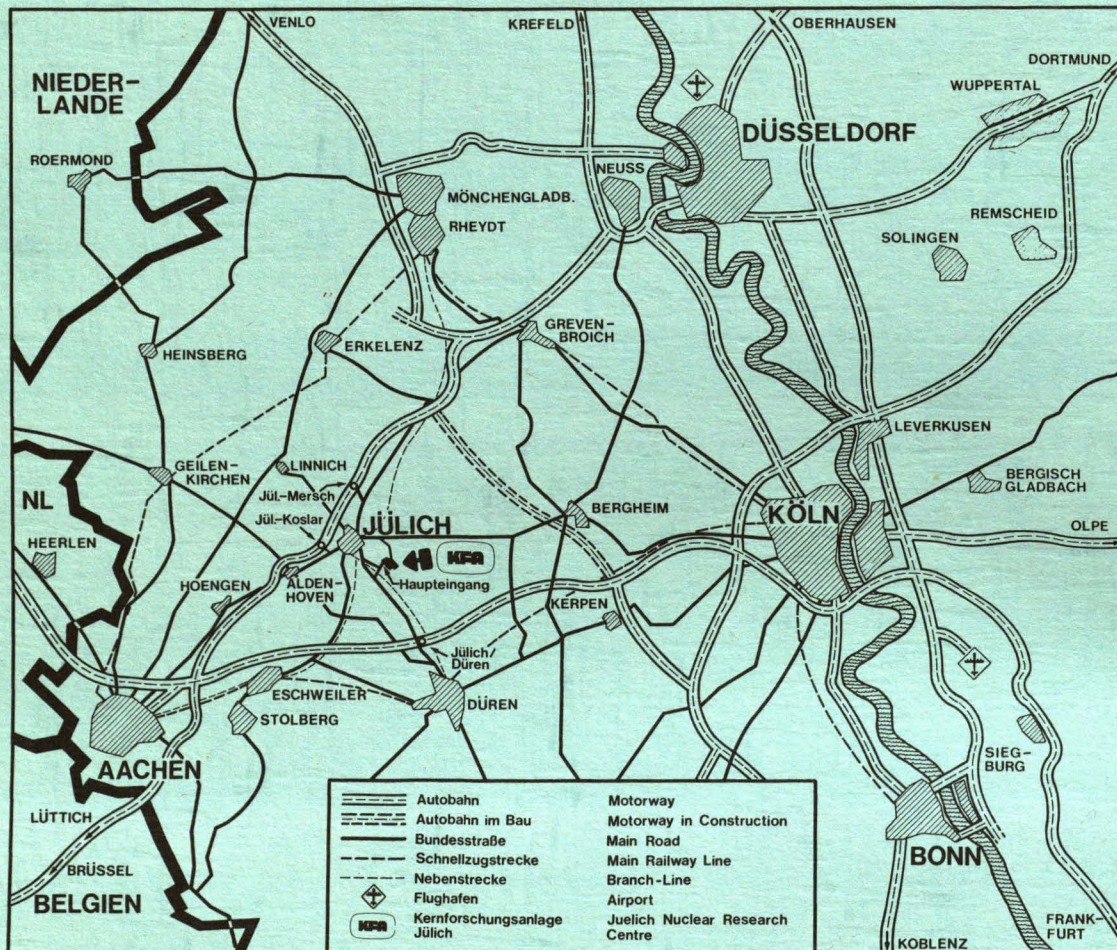 VENLO
KREFELD
OBERHAUSEN
DORTMUND
NIEDER-
LANDE
WUPPERTAL
DÜSSELDORF
ROERMOND
NEUSS
MÖNCHENGLADB.
RHEYDT
REMSCHEID
SOLINGEN
GREVEN-
BROICH
ERKELENZ
HEINSBERG
LEVERKUSEN
GEILEN-
KIRCHEN
LINNICH
BERGISCH
GLADBACH
NL
Jül.-Mersch
BERGHEIM
KÖLN
Jül.-Koslar
JÜLICH
OLPE
HEERLEN
KFA
Haupteingang
HOENGEN
ALDEN-
HOVEN
KERPEN
Jülich/
Düren
ESCHWEILER
DÜREN
STOLBERG
AACHEN
SIEG-
BURG
LÜTTICH
BRÜSSEL
BELGIEN
BONN
FRANK-
FURT
KOBLENZ
Autobahn Motorway
Autobahn im Bau Motorway in Construction
Bundesstraße Main Road
Schnellzugstrecke Main Railway Line
Nebenstrecke Branch-Line
Flughafen Airport
KFA Kernforschungsanlage Juelich Nuclear Research
Jülich Centre